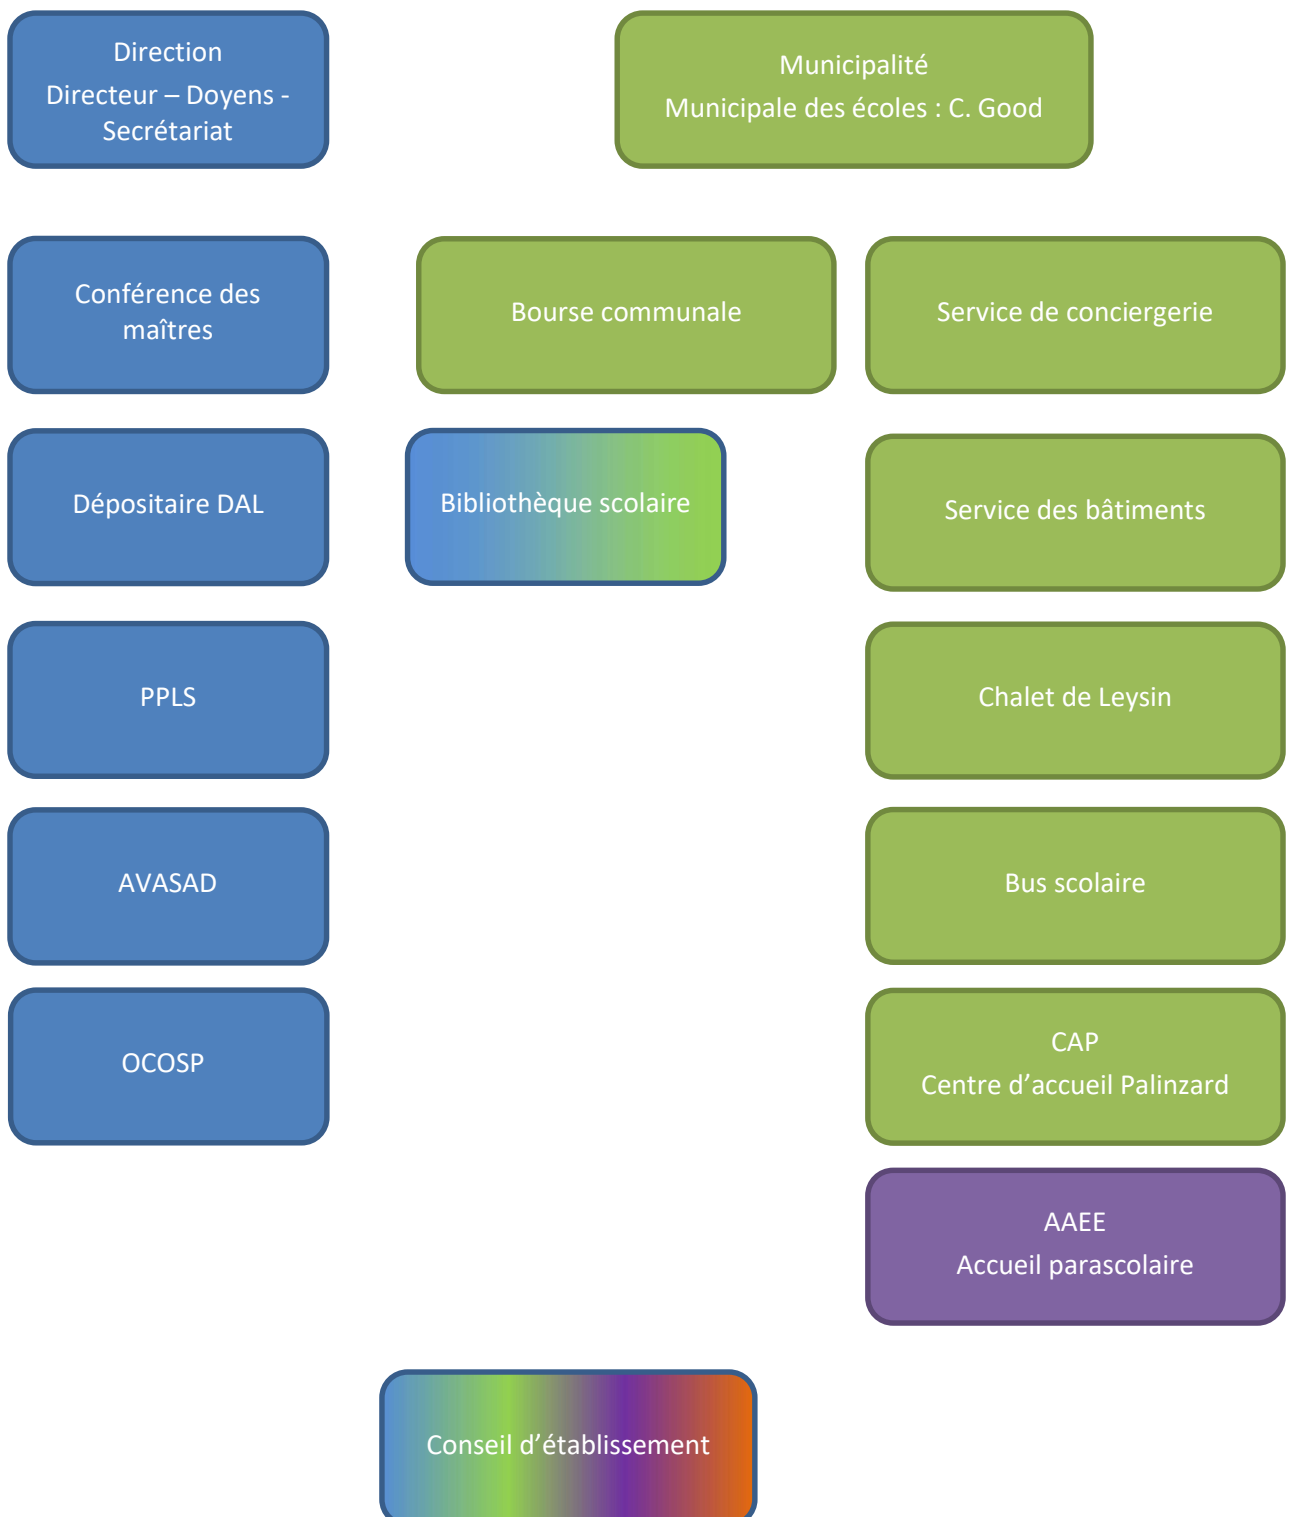 Direction
Directeur – Doyens -
Secrétariat
Municipalité
Municipale des écoles : C. Good
Conférence des
maîtres
Bourse communale
Service de conciergerie
Dépositaire DAL
Bibliothèque scolaire
Service des bâtiments
PPLS
Chalet de Leysin
AVASAD
Bus scolaire
OCOSP
CAP
Centre d’accueil Palinzard
AAEE
Accueil parascolaire
Conseil d’établissement